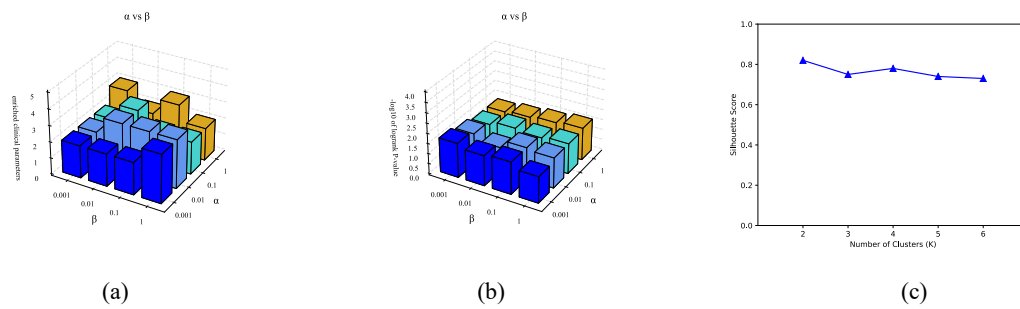 α vs β
5
4
3
2
1
0
enriched clinical parameters
0.001
0.01
0.1
1
β
0.001
0.01
0.1
1
α
(a)
α vs β
4.0
3.5
3.0
2.5
2.0
1.5
1.0
0.5
0.0
-log10 of logrank P-value
0.001
0.01
0.1
1
β
0.001
0.01
0.1
1
α
(b)
1.0
0.8
0.6
0.4
0.2
0.0
Silhouette Score
2 3 4 5 6
Number of Clusters (K)
(c)